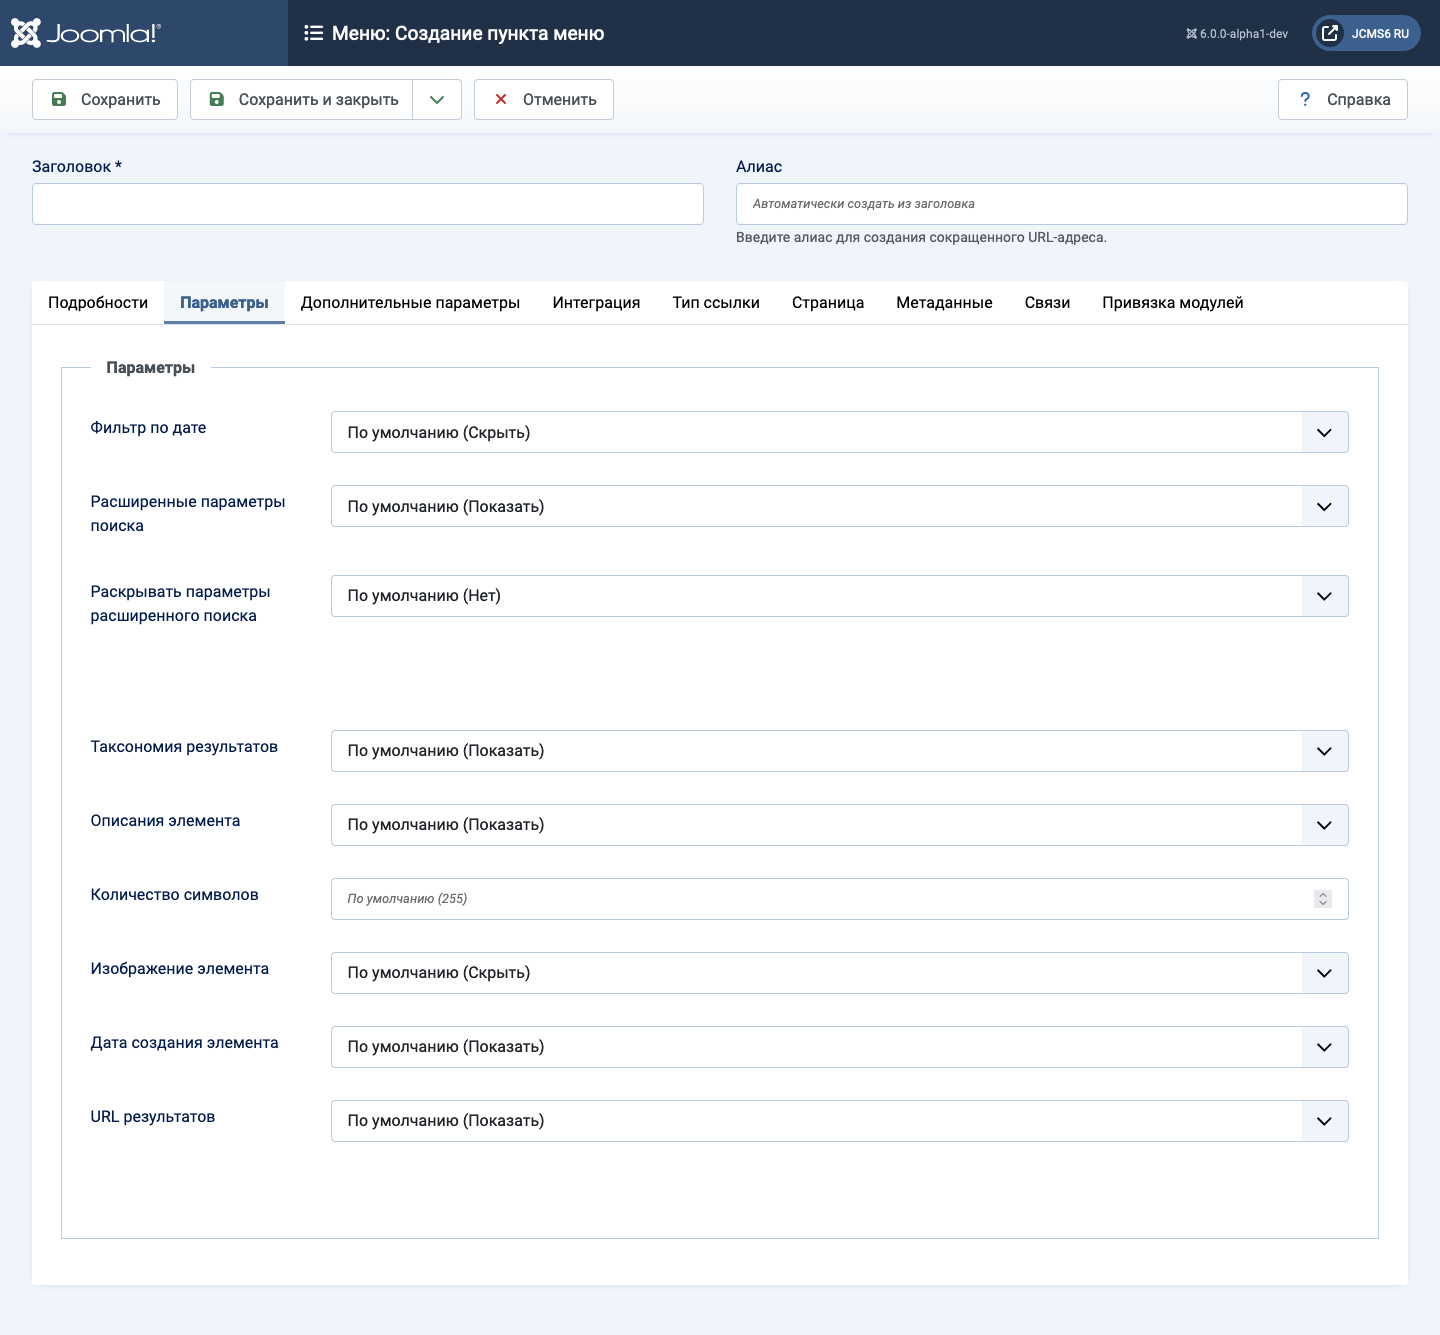 Joomla!®
Меню: Создание пункта меню
6.0.0-alpha1-dev
JCMS6 RU
Сохранить
Сохранить и закрыть
Отменить
? Справка
Заголовок *
Алиас
Автоматически создать из заголовка
Введите алиас для создания сокращенного URL-адреса.
Подробности Параметры Дополнительные параметры Интеграция Тип ссылки Страница Метаданные Связи Привязка модулей
Параметры
Фильтр по дате
По умолчанию (Скрыть)
Расширенные параметры
поиска
По умолчанию (Показать)
Раскрывать параметры
расширенного поиска
По умолчанию (Нет)
Таксономия результатов
По умолчанию (Показать)
Описания элемента
По умолчанию (Показать)
Количество символов
По умолчанию (255)
Изображение элемента
По умолчанию (Скрыть)
Дата создания элемента
По умолчанию (Показать)
URL результатов
По умолчанию (Показать)